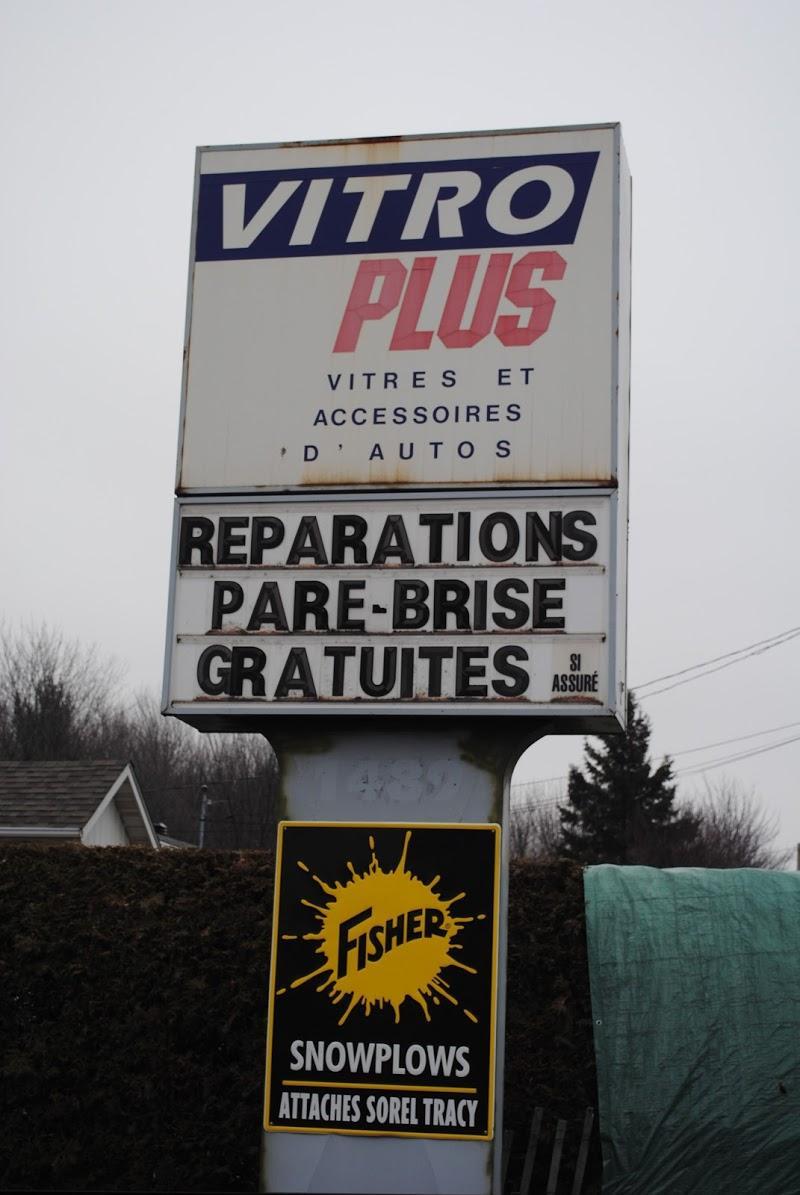 VITRO
PLUS
VITRES ET
ACCESSOIRES
D'AUTOS
REPARATIONS
PARE-BRISE
GRATUITES
SI
ASSURÉ
FISHER
SNOWPLOWS
ATTACHES SOREL TRACY